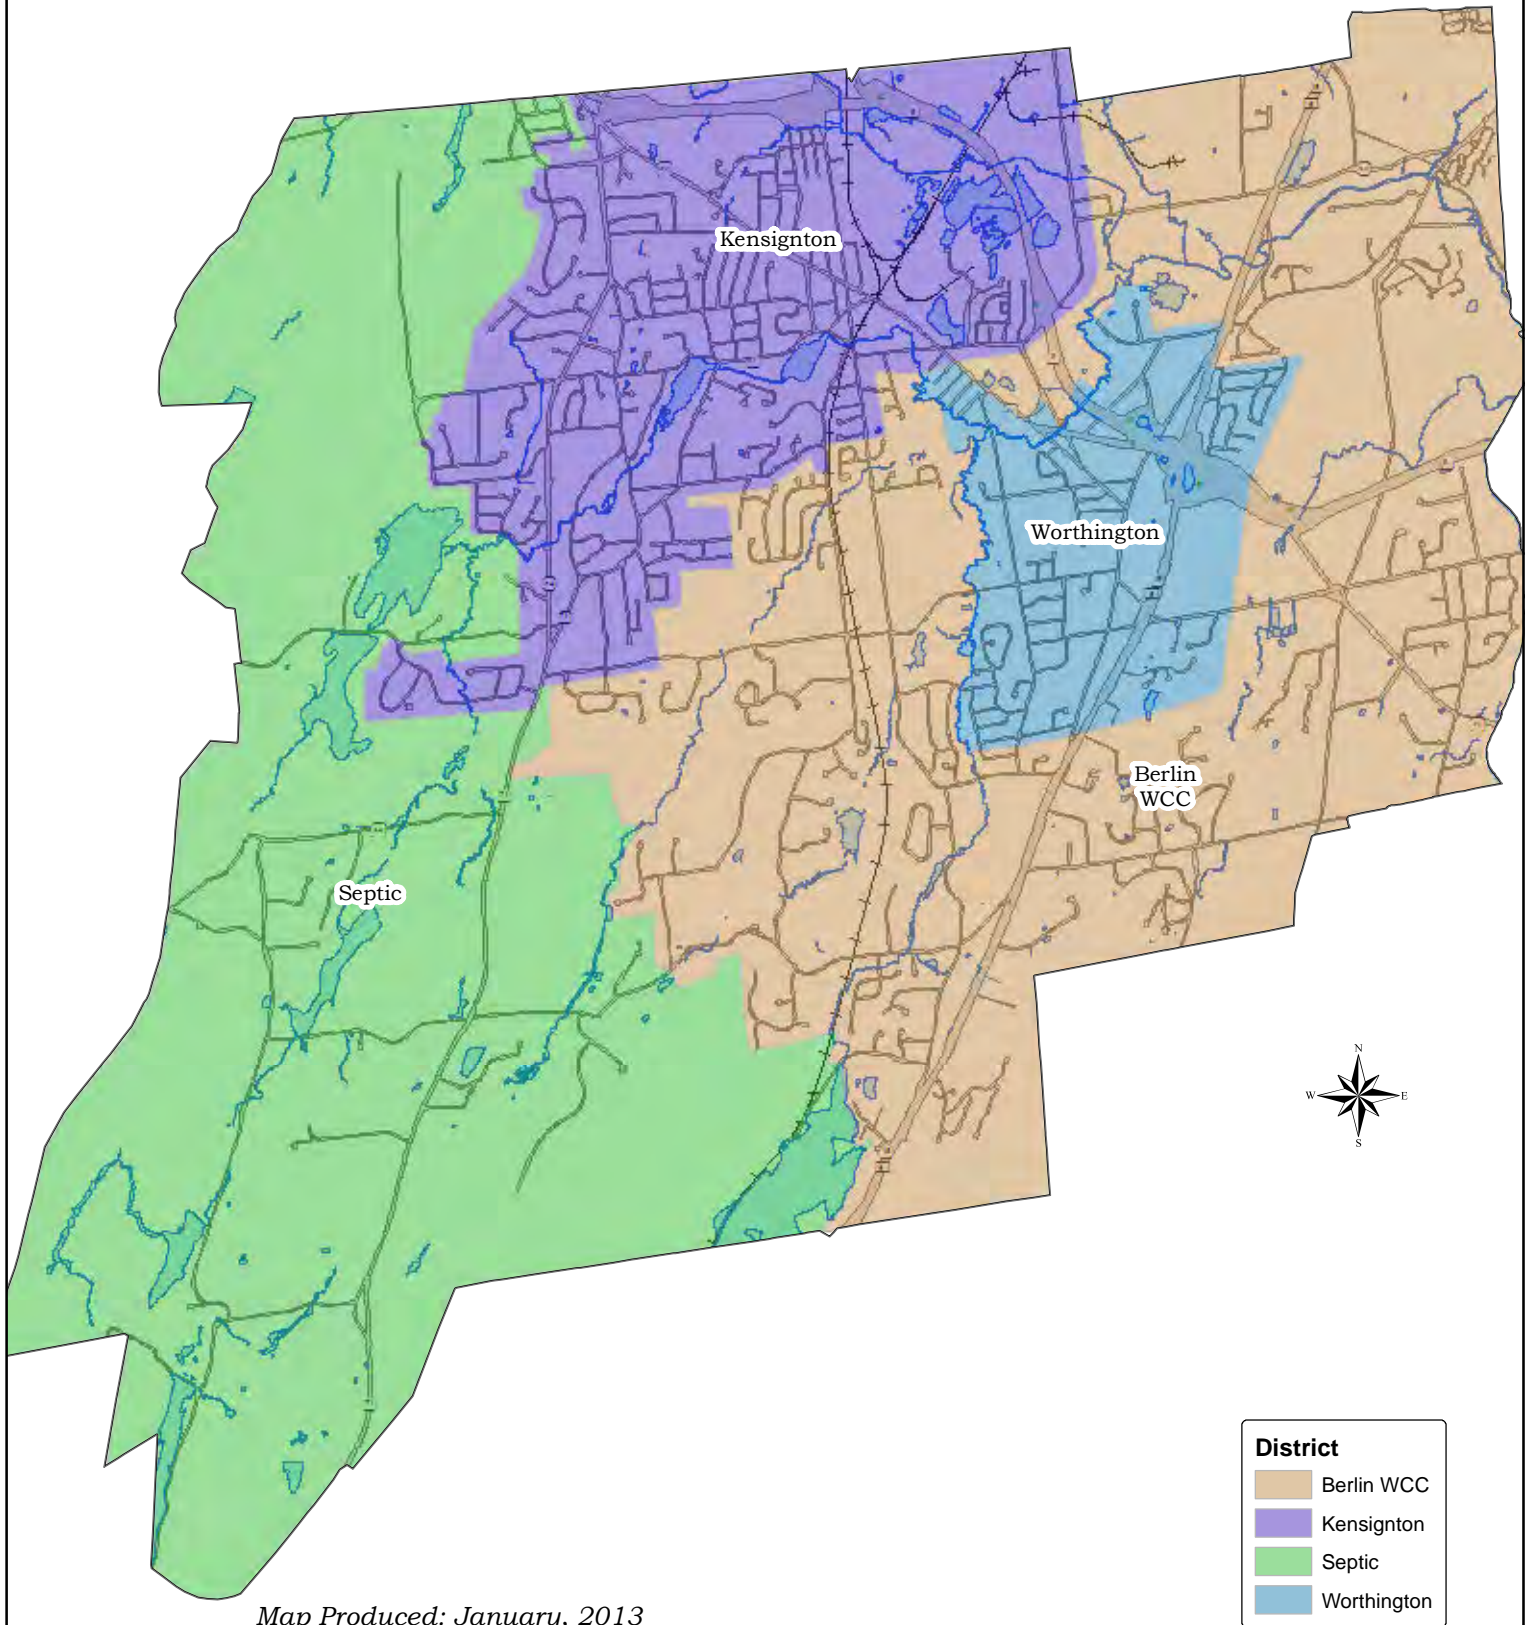 Kensignton
Worthington
Berlin
WCC
Septic
N
W
E
S
District
Berlin WCC
Kensignton
Septic
Worthington
Map Produced: January, 2013